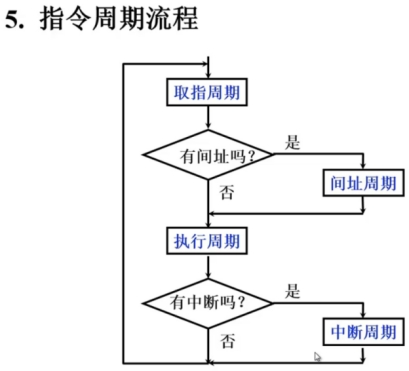 5. 指令周期流程
取指周期
有间址吗?
是
间址周期
否
执行周期
有中断吗?
是
中断周期
否